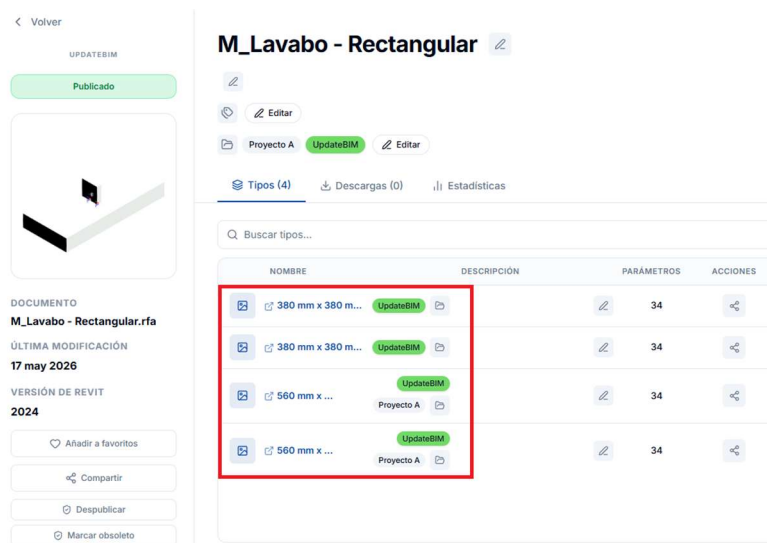 Volver
UPDATEBIM
Publicado
DOCUMENTO
M_Lavabo - Rectangular.rfa
ÚLTIMA MODIFICACIÓN
17 may 2026
VERSIÓN DE REVIT
2024
Añadir a favoritos
Compartir
Despublicar
Marcar obsoleto
M_Lavabo - Rectangular
Editar
Proyecto A UpdateBIM Editar
Tipos (4) Descargas (0) Estadísticas
Buscar tipos...
NOMBRE DESCRIPCIÓN PARÁMETROS ACCIONES
380 mm x 380 m... UpdateBIM 34
380 mm x 380 m... UpdateBIM 34
560 mm x ... UpdateBIM Proyecto A 34
560 mm x ... UpdateBIM Proyecto A 34